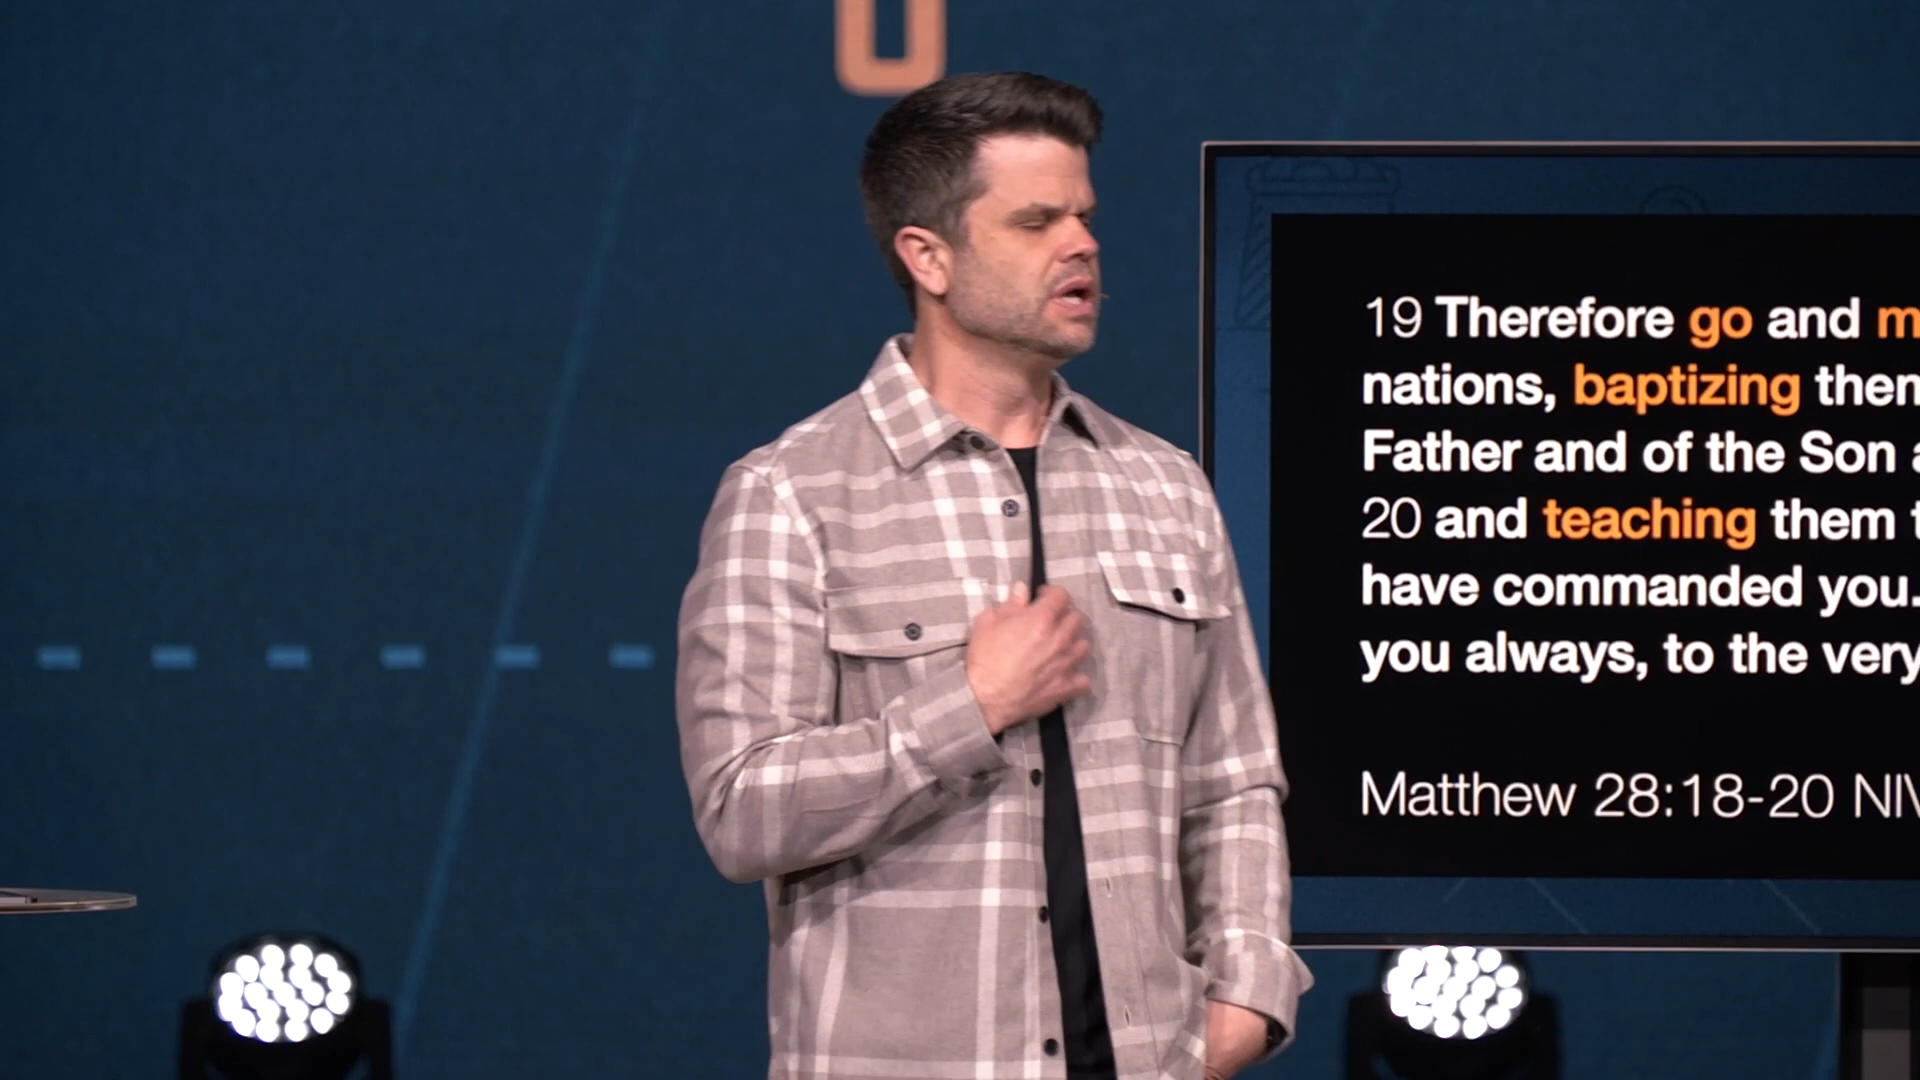 19 Therefore go and
nations, baptizing
Father and of the Son
20 and teaching them
have commanded you.
you always, to the very
Matthew 28:18-20